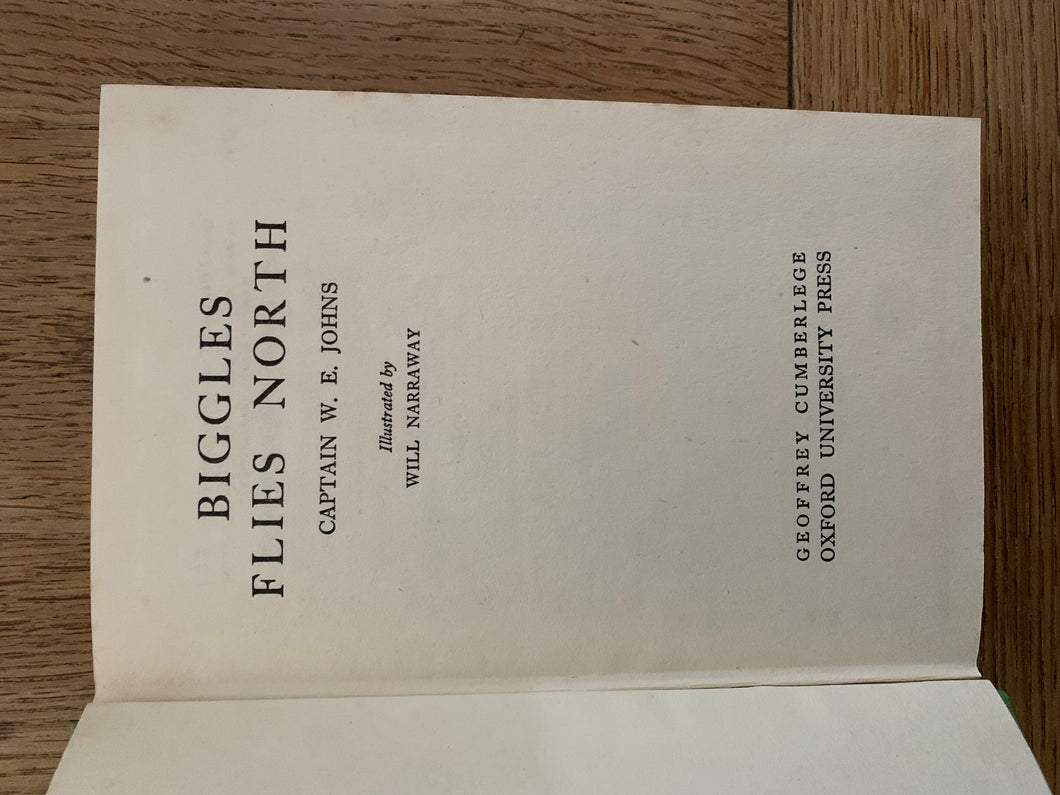 BIGGLES
FLIES NORTH
CAPTAIN W. E. JOHNS
Illustrated by
WILL NARRAWAY
GEOFFREY CUMBERLEGE
OXFORD UNIVERSITY PRESS